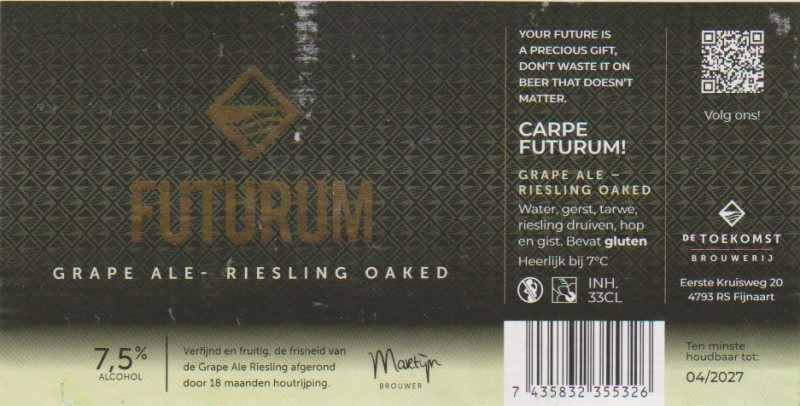 FUTURUM
GRAPE ALE- RIESLING OAKED
7,5%
ALCOHOL
Verfijnd en fruitig, de frisheid van
de Grape Ale Riesling afgerond
door 18 maanden houtrijping.
Martijn
BROUWER
YOUR FUTURE IS
A PRECIOUS GIFT,
DON'T WASTE IT ON
BEER THAT DOESN'T
MATTER.
CARPE
FUTURUM!
GRAPE ALE –
RIESLING OAKED
Water, gerst, tarwe,
riesling druiven, hop
en gist. Bevat gluten
Heerlijk bij 7°C
INH.
33CL
7 435832 355326
Volg ons!
DE TOEKOMST
BROUWERIJ
Eerste Kruisweg 20
4793 RS Fijnaart
Ten minste
houdbaar tot:
04/2027